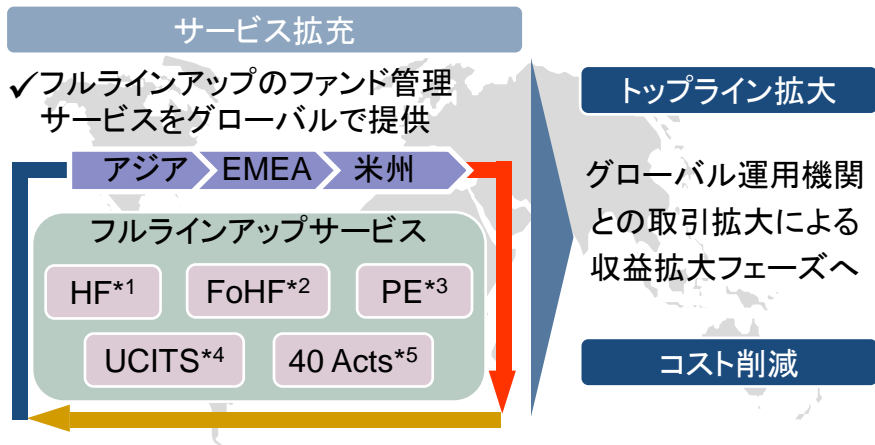 サービス拡充
✓フルラインアップのファンド管理
サービスをグローバルで提供
アジア EMEA 米州
フルラインアップサービス
HF*1 FoHF*2 PE*3
UCITS*4 40 Acts*5
トップライン拡大
グローバル運用機関
との取引拡大による
収益拡大フェーズへ
コスト削減